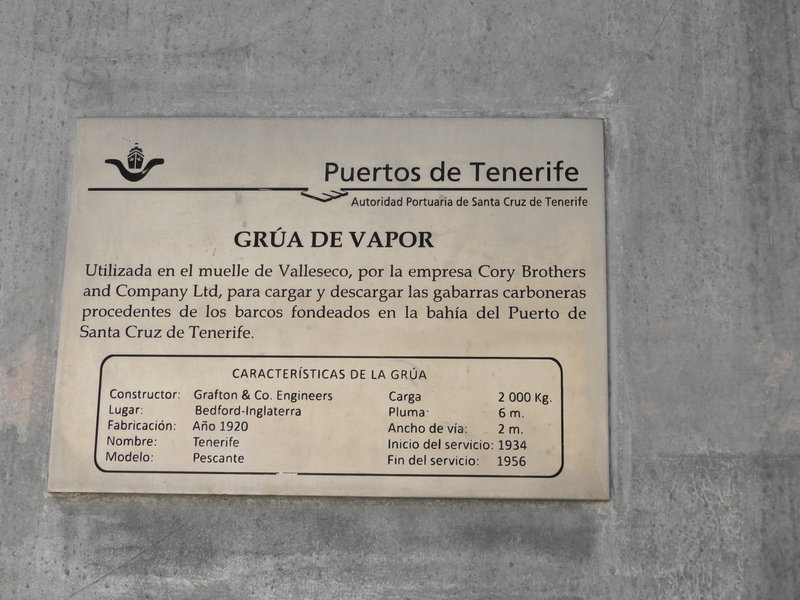 Puertos de Tenerife
Autoridad Portuaria de Santa Cruz de Tenerife
GRÚA DE VAPOR
Utilizada en el muelle de Valleseco, por la empresa Cory Brothers
and Company Ltd, para cargar y descargar las gabarras carboneras
procedentes de los barcos fondeados en la bahía del Puerto de
Santa Cruz de Tenerife.
CARACTERÍSTICAS DE LA GRÚA
Constructor: Grafton & Co. Engineers Carga 2 000 Kg.
Lugar: Bedford-Inglaterra Pluma: 6 m.
Fabricación: Año 1920 Ancho de vía: 2 m.
Nombre: Tenerife Inicio del servicio: 1934
Modelo: Pescante Fin del servicio: 1956